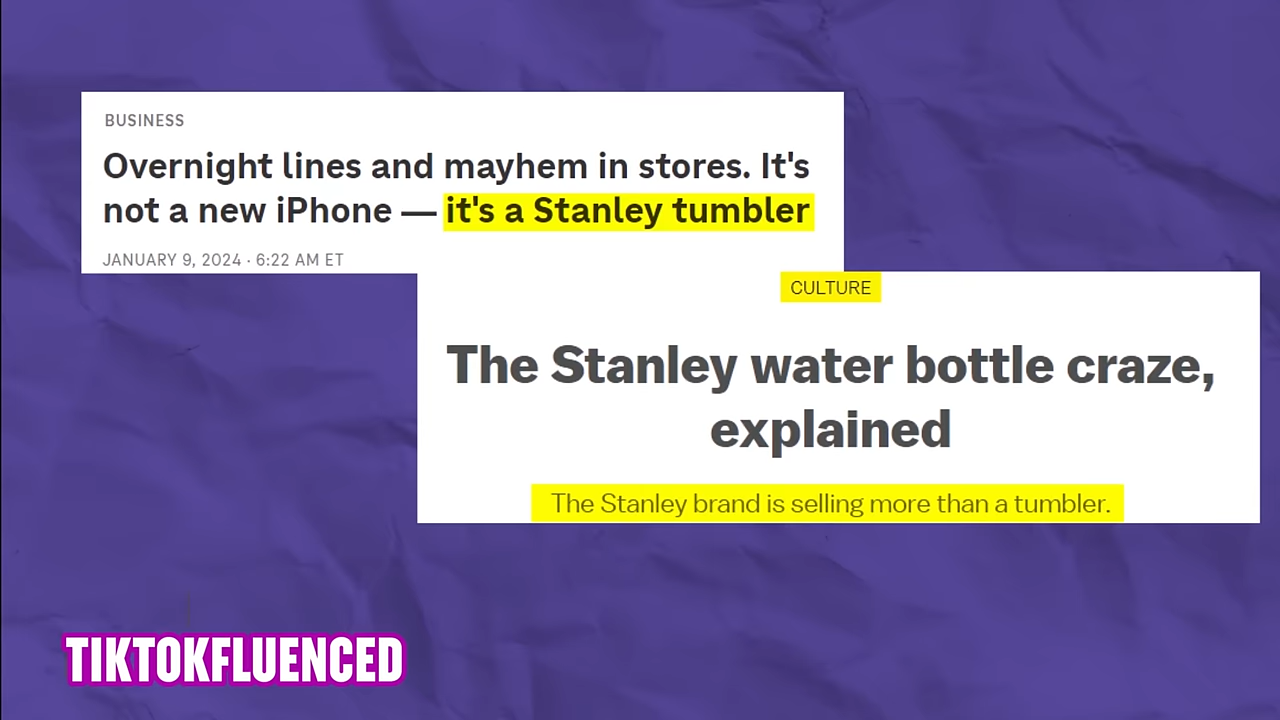 BUSINESS
Overnight lines and mayhem in stores. It's
not a new iPhone — it's a Stanley tumbler
JANUARY 9, 2024 · 6:22 AM ET
CULTURE
The Stanley water bottle craze,
explained
The Stanley brand is selling more than a tumbler.
TIKTOKFLUENCED